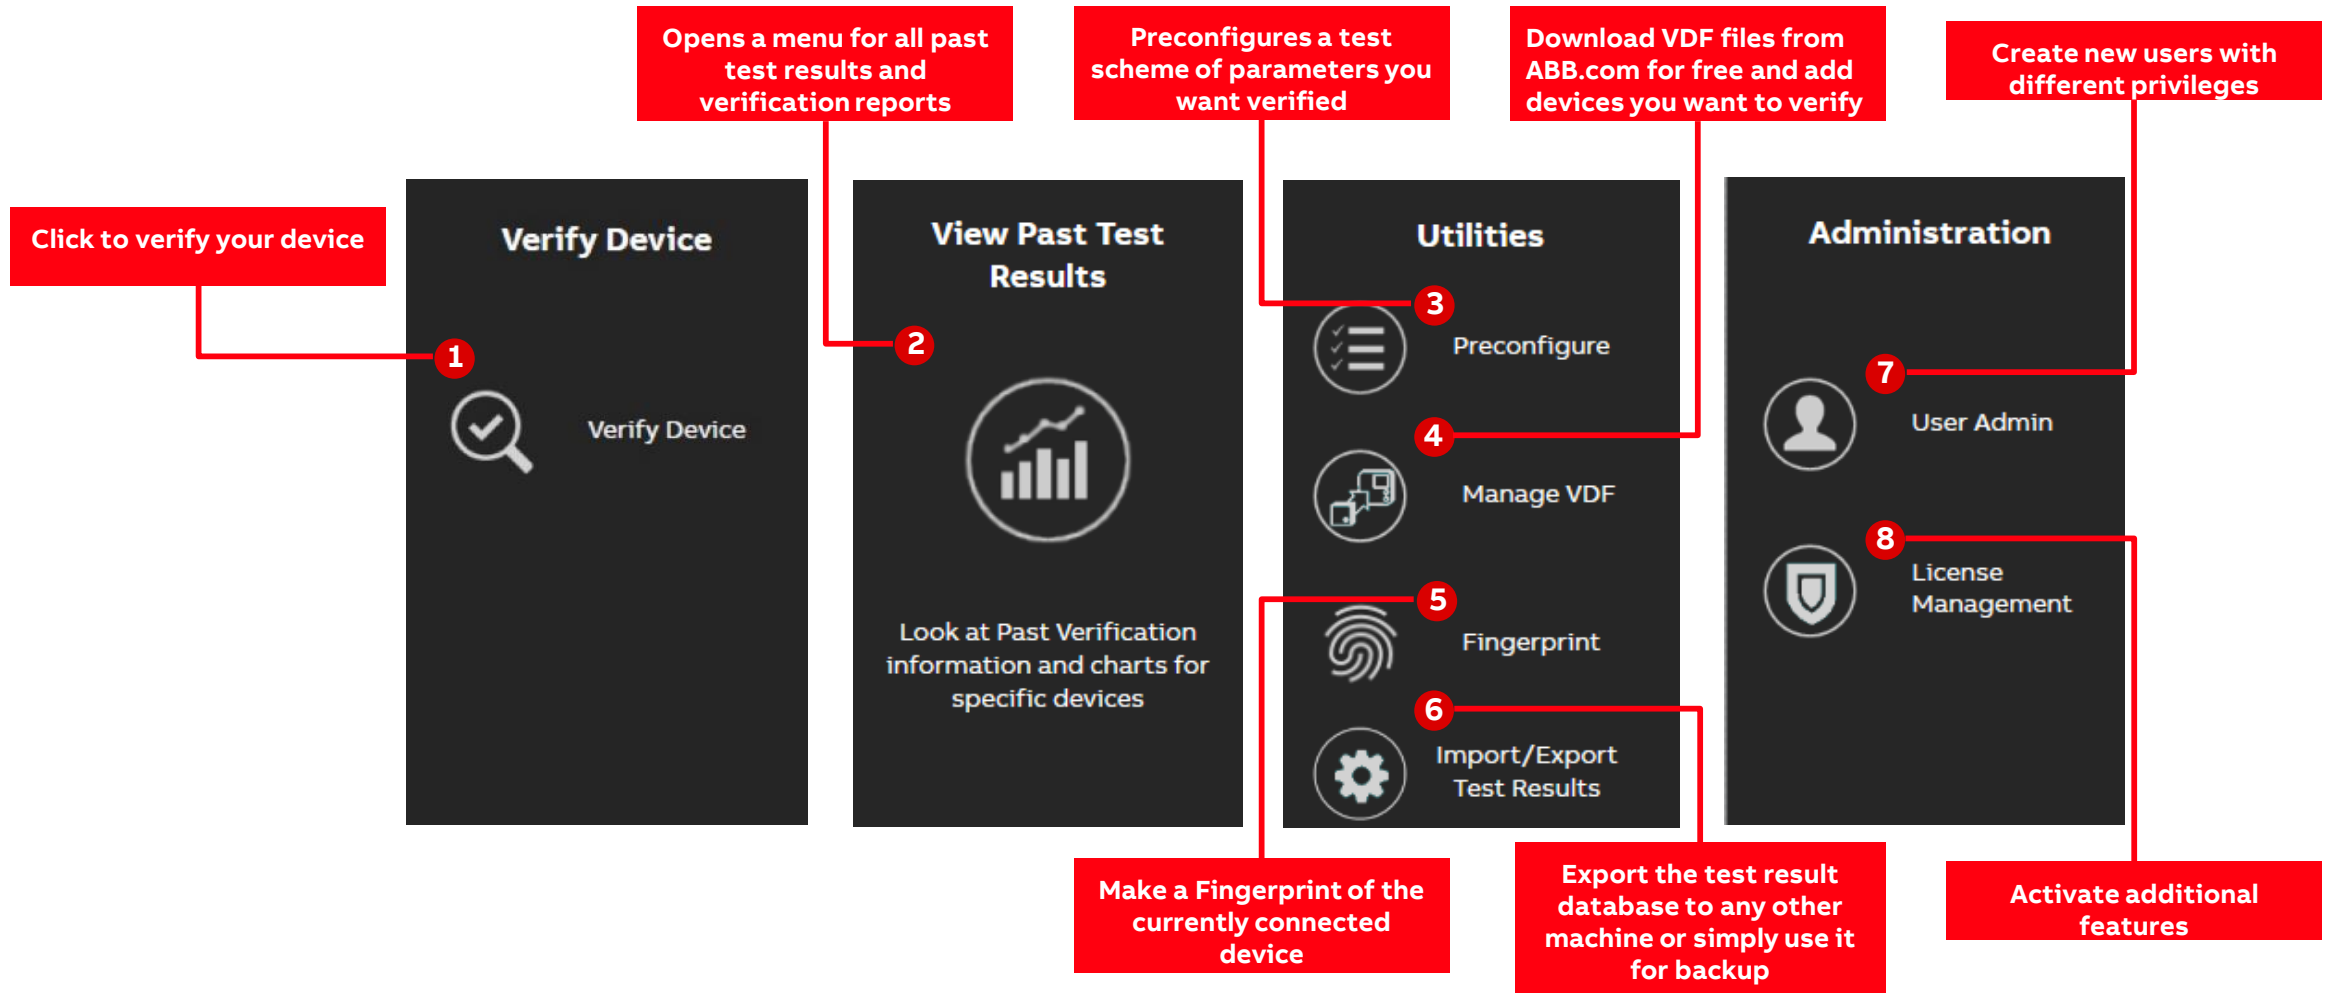 Opens a menu for all past
test results and
verification reports
Preconfigures a test
scheme of parameters you
want verified
Download VDF files from
ABB.com for free and add
devices you want to verify
Create new users with
different privileges
Click to verify your device
Verify Device
1
Verify Device
View Past Test
Results
2
Look at Past Verification
information and charts for
specific devices
Utilities
3
Preconfigure
4
Manage VDF
5
Fingerprint
6
Import/Export
Test Results
Administration
7
User Admin
8
License
Management
Make a Fingerprint of the
currently connected
device
Export the test result
database to any other
machine or simply use it
for backup
Activate additional
features